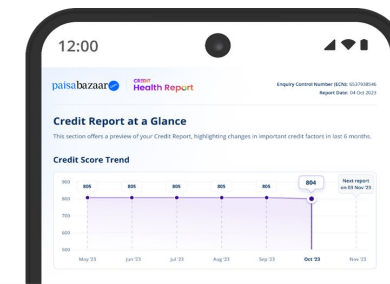 12:00
paisabazaar
CREDIT
Health Report
Enquiry Control Number (ECN): 6537938546
Report Date: 04 Oct 2023
Credit Report at a Glance
This section offers a preview of your Credit Report, highlighting changes in important credit factors in last 6 months.
Credit Score Trend
900
805 805 805 805 805 804
Next report
on 03 Nov '23
800
700
600
May '23 Jun '23 Jul '23 Aug '23 Sep '23 Oct '23 Nov '23